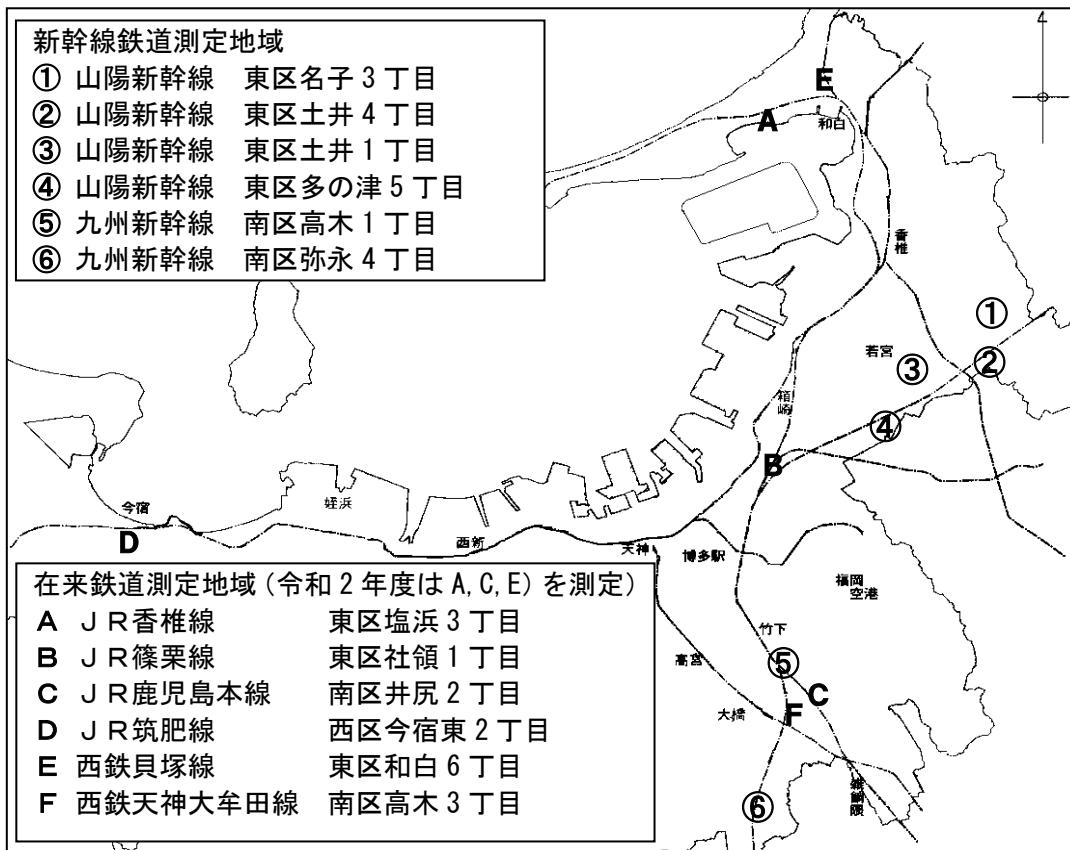 新幹線鉄道測定地域
① 山陽新幹線 東区名子3丁目
② 山陽新幹線 東区土井4丁目
③ 山陽新幹線 東区土井1丁目
④ 山陽新幹線 東区多の津5丁目
⑤ 九州新幹線 南区高木1丁目
⑥ 九州新幹線 南区弥永4丁目
4
E
A
和白
香椎
①
若宮
②
③
箱崎
④
B
今宿
姪浜
D
西新
天神
博多駅
福岡
空港
在来鉄道測定地域(令和2年度はA,C,E)を測定
A JR香椎線 東区塩浜3丁目
B JR篠栗線 東区社領1丁目
C JR鹿児島本線 南区井尻2丁目
D JR筑肥線 西区今宿東2丁目
E 西鉄貝塚線 東区和白6丁目
F 西鉄天神大牟田線 南区高木3丁目
竹下
高宮
⑤
C
大橋
F
雑餉隈
⑥